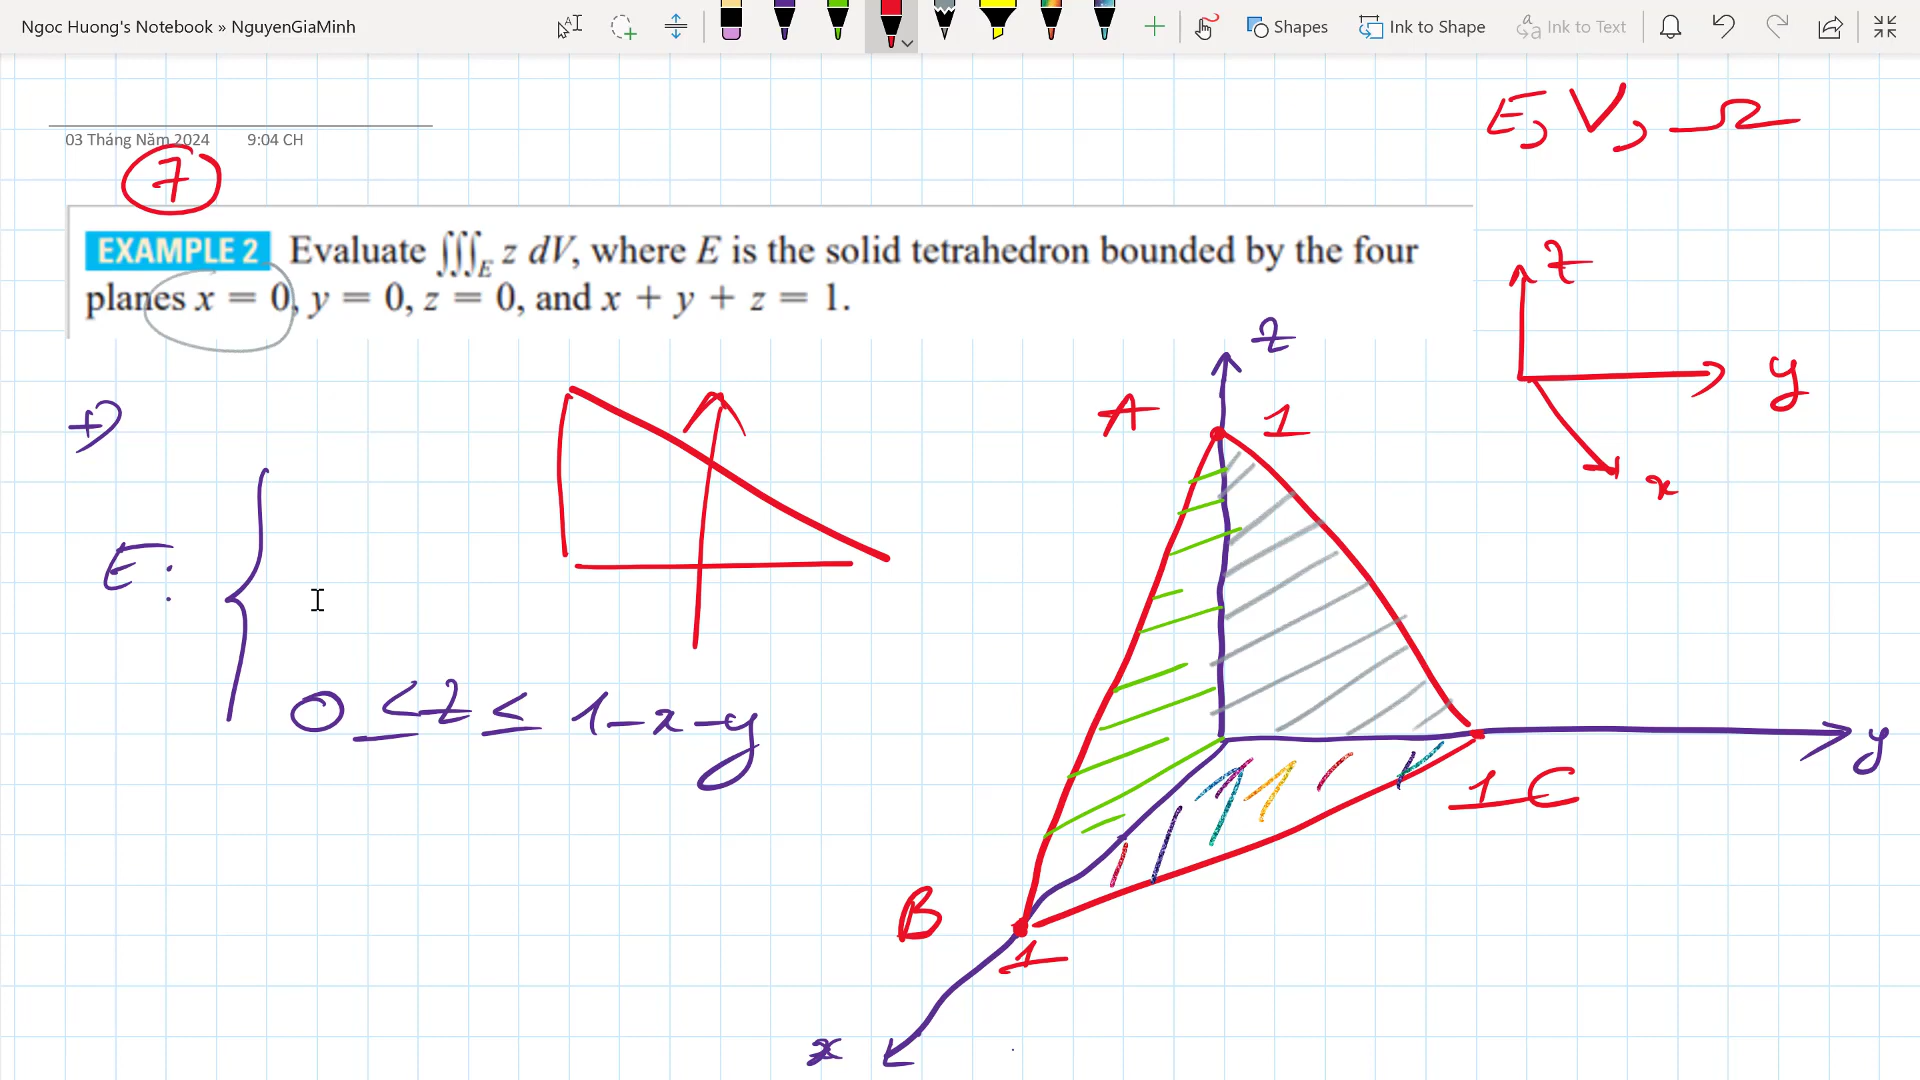 Ngoc Huong's Notebook » NguyenGiaMinh
Shapes
Ink to Shape
Ink to Text
E, V, Ω
03 Tháng Năm 2024 9:04 CH
7
EXAMPLE 2 Evaluate ∭_E z dV, where E is the solid tetrahedron bounded by the four
planes x = 0, y = 0, z = 0, and x + y + z = 1.
z
y
x
z
A
1
E:
0 ≤ z ≤ 1-x-y
y
1 C
B
1
x